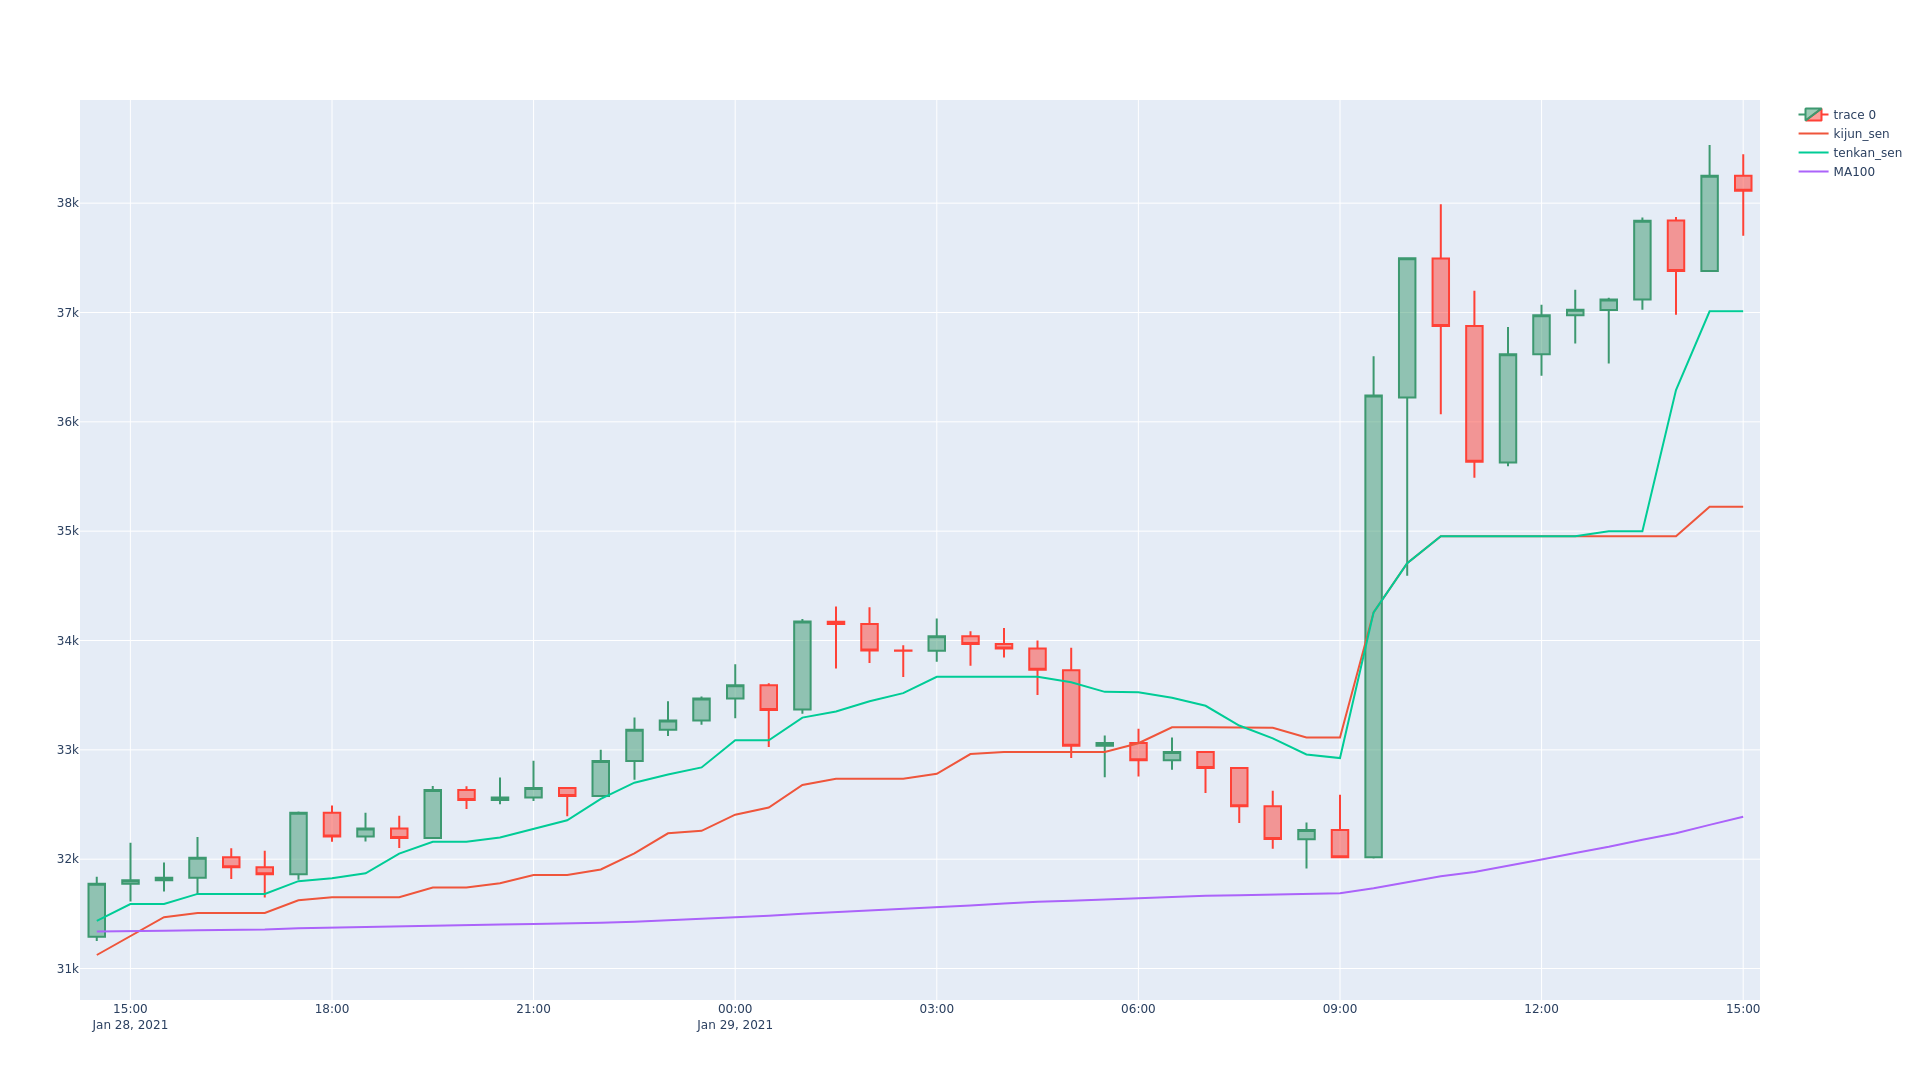 trace 0
kijun_sen
tenkan_sen
MA100
38k
37k
36k
35k
34k
33k
32k
31k
15:00 18:00 21:00 00:00 03:00 06:00 09:00 12:00 15:00
Jan 28, 2021 Jan 29, 2021